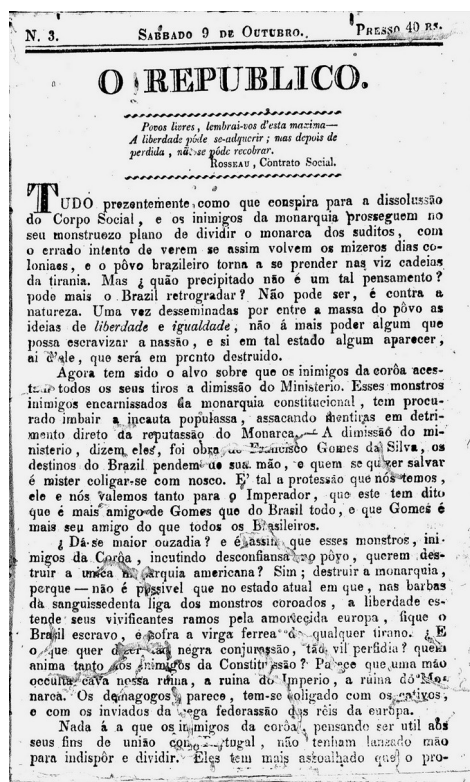 N. 3. SABBADO 9 DE OUTUBRO. PRESSO 40 RS.
O REPUBLICO.
Povos livres, lembrai-vos d'esta maxima—
A liberdade póde se-adqucrir; mas depois de
perdida, não se póde recobrar.
ROSSEAU, Contrato Social.
TUDO prezentemente como que conspira para a dissolussão
do Corpo Social, e os inimigos da monarquia prosseguem no
seu monstruozo plano de dividir o monarca dos suditos, com
o errado intento de verem se assim volvem os mizeros dias co-
loniaes, e o pôvo brazileiro torna a se prender nas viz cadeias
da tirania. Mas ¿ quão precipitado não é um tal pensamento?
pode mais o Brazil retrogradar? Não pode ser, é contra a
natureza. Uma vez desseminadas por entre a massa do pôvo as
ideias de liberdade e igualdade, não á mais poder algum que
possa escravizar a nassão, e si em tal estado algum aparecer,
ai d'ele, que será em prcnto destruido.
Agora tem sido o alvo sobre que os inimigos da corôa aces-
tam todos os seus tiros a dimissão do Ministerio. Esses monstros
inimigos encarnissados da monarquia constitucional, tem procu-
rado imbair a incauta populassa, assacando mentiras em detri-
mento direto da reputassão do Monarca.— A dimissão do mi-
nisterio, dizem eles, foi obra de Francisco Gomes da Silva, os
destinos do Brazil pendem de sua mão, e quem se quizer salvar
é mister coligar-se com nosco. E' tal a protessão que nós temos,
ele e nós valemos tanto para o Imperador, que este tem dito
que é mais amigo de Gomes que do Brasil todo, e que Gomes é
mais seu amigo do que todos os Brasileiros.
¿ Dá-se maior ouzadia? e é assim que esses monstros, ini-
migos da Corôa, incutindo desconfiansa no pôvo, querem des-
truir a unica monarquia americana? Sim; destruir a monarquia,
perque — não é possivel que no estado atual em que, nas barbas
da sanguissedenta liga dos monstros coroados, a liberdade es-
tende seus vivificantes ramos pela amortecida europa, fique o
Brazil escravo, e sofra a virga ferrea de qualquer tirano. ¿ E
o que quer dizer tão negra conjurassão, tão vil perfidia? quem
anima tanto aos inimigos da Constituissão? Parece que uma mão
occulta cava nossa ruina, a ruina do Imperio, a ruina do Mo-
narca. Os demagogos parece, tem-se coligado com os cativos,
e com os inviados da federassão dos rêis da europa.
Nada á a que os inimigos da corôa, pensando ser util aos
seus fins de união com Portugal, não tenham lansado mão
para indispôr e dividir. Eles tem mais assoalhado que o pro-